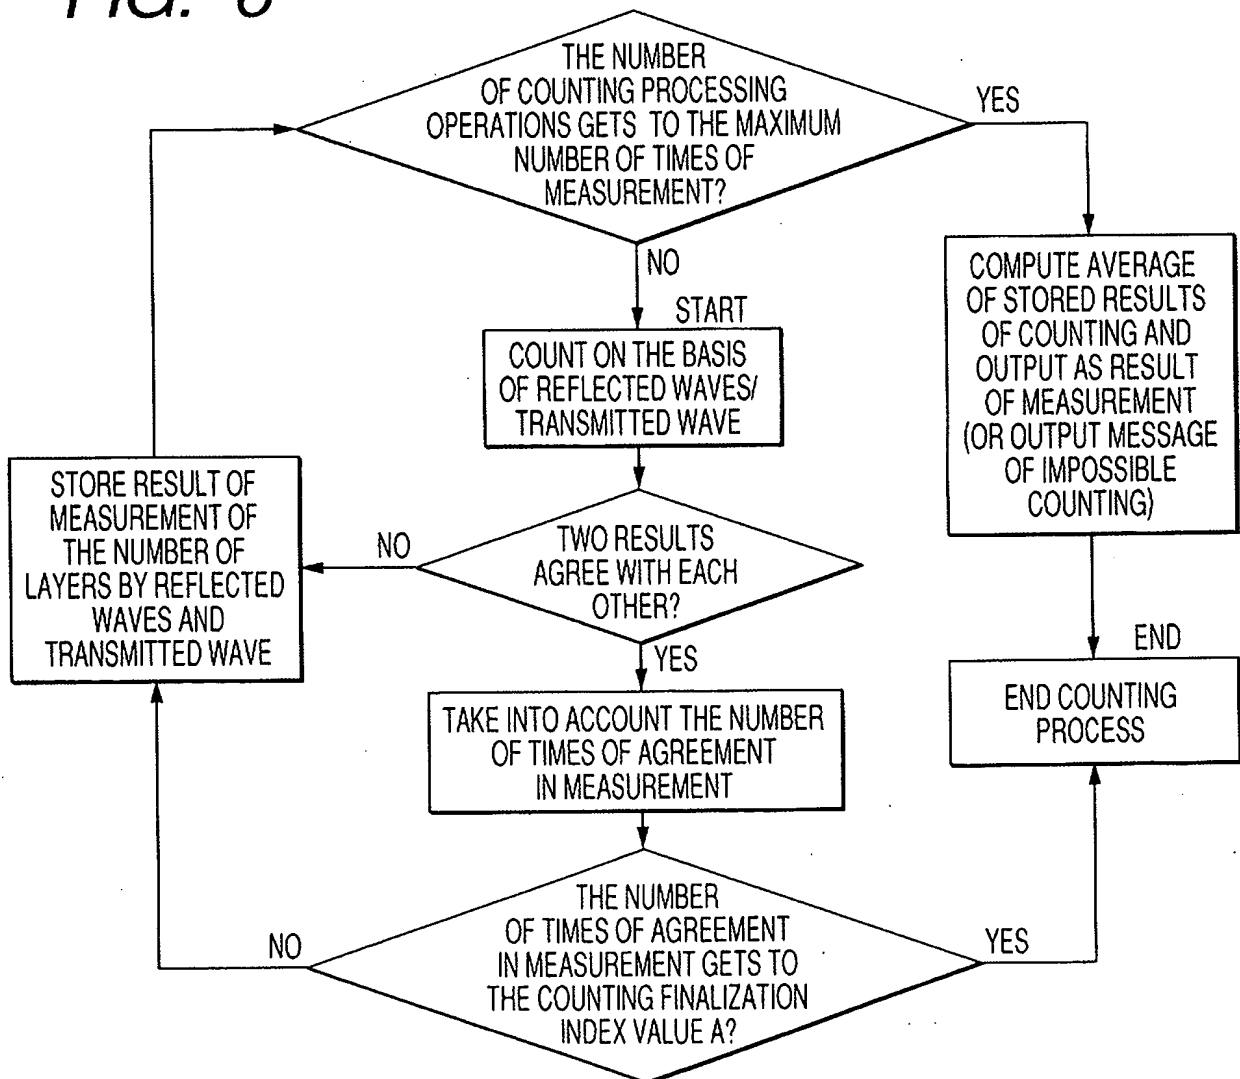 FIG.
THE NUMBER
OF COUNTING PROCESSING
OPERATIONS GETS TO THE MAXIMUM
NUMBER OF TIMES OF
MEASUREMENT?
YES
NO
START
COUNT ON THE BASIS
OF REFLECTED WAVES/
TRANSMITTED WAVE
COMPUTE AVERAGE
OF STORED RESULTS
OF COUNTING AND
OUTPUT AS RESULT
OF MEASUREMENT
(OR OUTPUT MESSAGE
OF IMPOSSIBLE
COUNTING)
STORE RESULT OF
MEASUREMENT OF
THE NUMBER OF
LAYERS BY REFLECTED
WAVES AND
TRANSMITTED WAVE
NO
TWO RESULTS
AGREE WITH EACH
OTHER?
YES
END
END COUNTING
PROCESS
TAKE INTO ACCOUNT THE NUMBER
OF TIMES OF AGREEMENT
IN MEASUREMENT
THE NUMBER
OF TIMES OF AGREEMENT
IN MEASUREMENT GETS TO
THE COUNTING FINALIZATION
INDEX VALUE A?
NO
YES